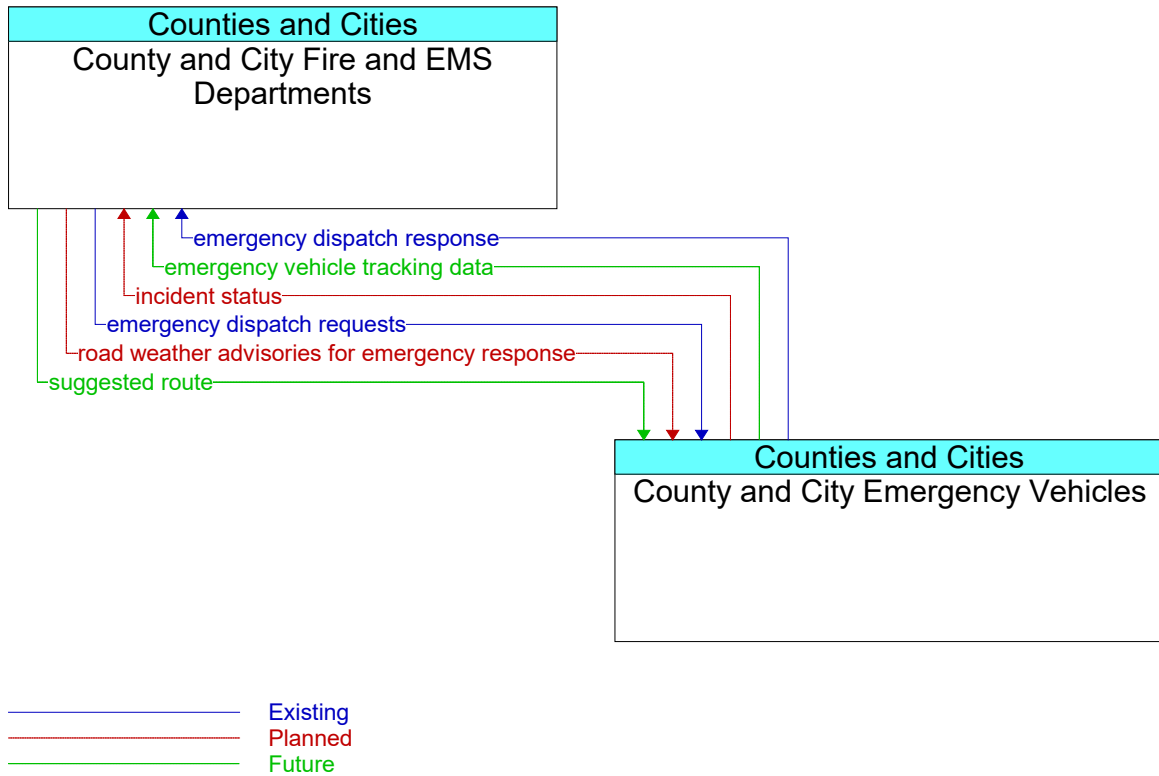 Counties and Cities
County and City Fire and EMS
Departments
emergency dispatch response
emergency vehicle tracking data
incident status
emergency dispatch requests
road weather advisories for emergency response
suggested route
Counties and Cities
County and City Emergency Vehicles
Existing
Planned
Future